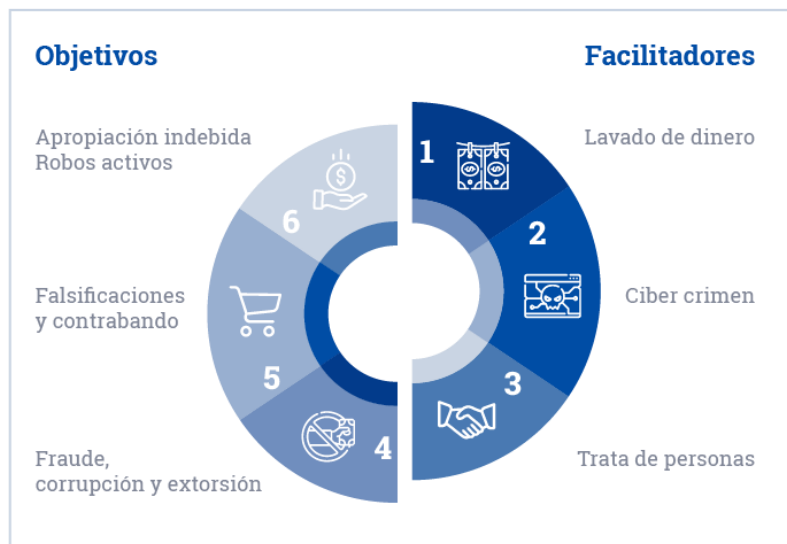 Objetivos
Facilitadores
Apropiación indebida
Robos activos
1
Lavado de dinero
6
2
Falsificaciones
y contrabando
Ciber crimen
5
3
Fraude,
corrupción y extorsión
4
Trata de personas